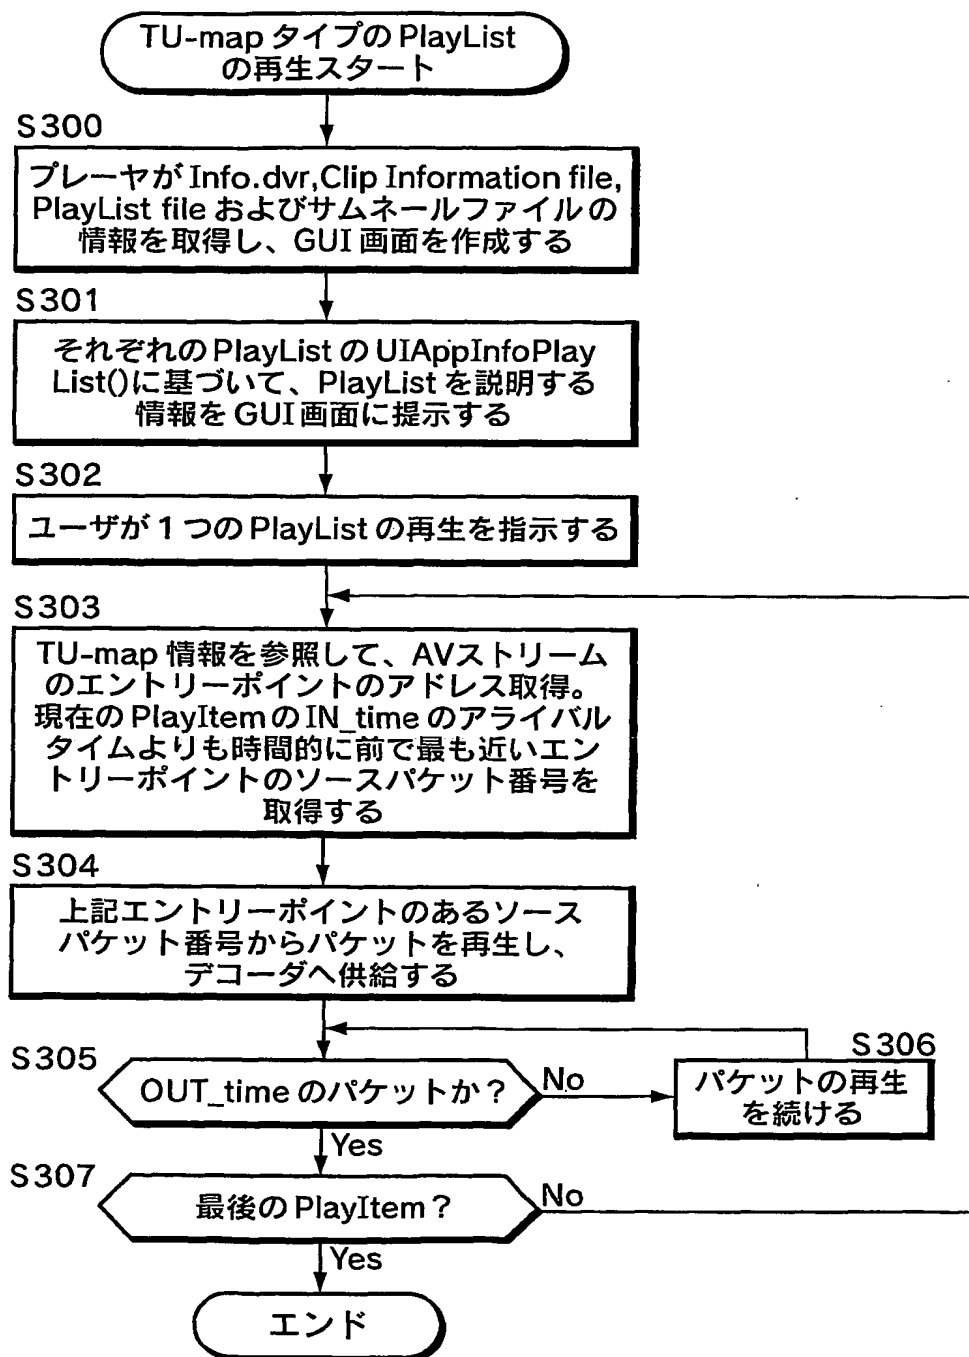 TU-map タイプの PlayList
の再生スタート
S300
プレーヤが Info.dvr,Clip Information file,
PlayList file およびサムネールファイルの
情報を取得し、GUI 画面を作成する
S301
それぞれの PlayList の UIAppInfoPlay
List()に基づいて、PlayList を説明する
情報を GUI 画面に提示する
S302
ユーザが 1 つの PlayList の再生を指示する
S303
TU-map 情報を参照して、AVストリーム
のエントリーポイントのアドレス取得。
現在の PlayItem の IN_time のアライバル
タイムよりも時間的に前で最も近いエン
トリーポイントのソースパケット番号を
取得する
S304
上記エントリーポイントのあるソース
パケット番号からパケットを再生し、
デコーダへ供給する
S305
OUT_time のパケットか？
No
S306
パケットの再生
を続ける
Yes
S307
最後の PlayItem？
No
Yes
エンド